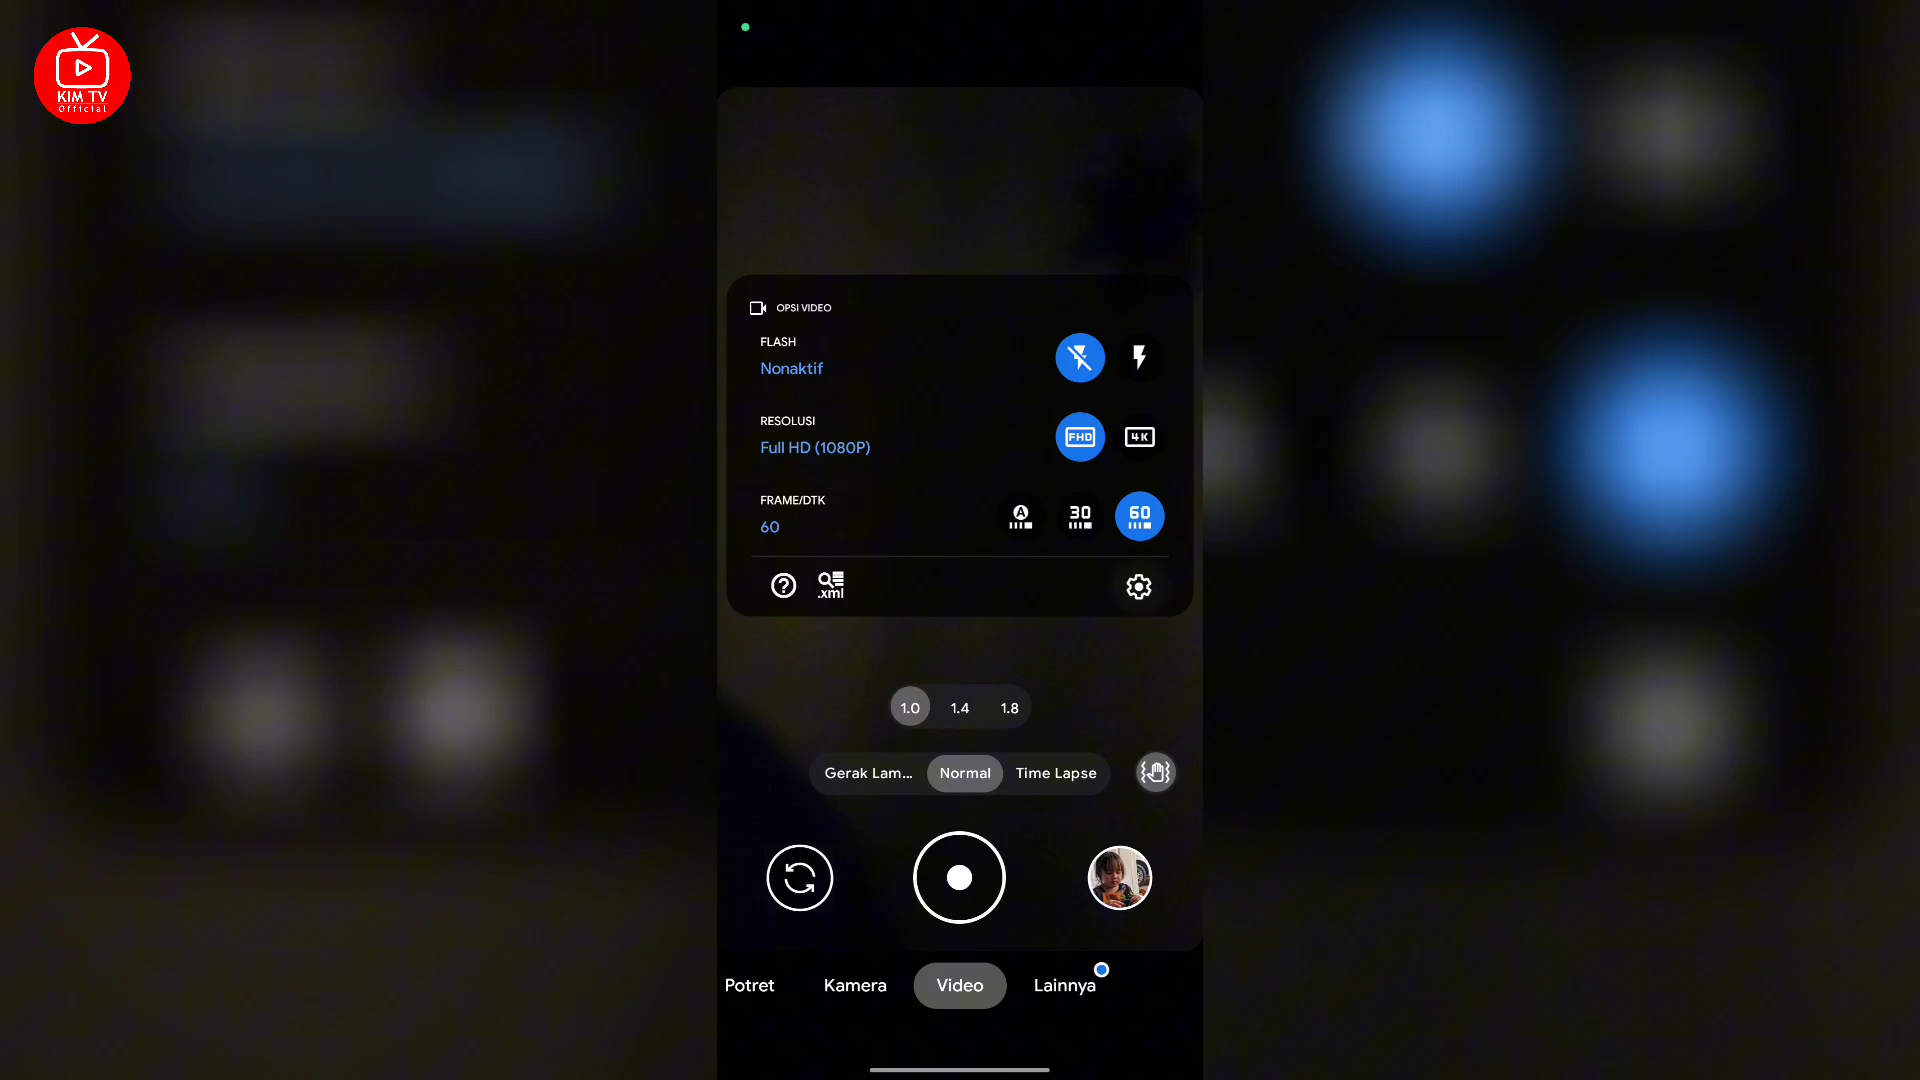 KIM TV
Official
OPSI VIDEO
FLASH
Nonaktif
RESOLUSI
Full HD (1080P)
FHD
4K
FRAME/DTK
60
A
30
60
?
.xml
1.0
1.4
1.8
Gerak Lam...
Normal
Time Lapse
Potret
Kamera
Video
Lainnya